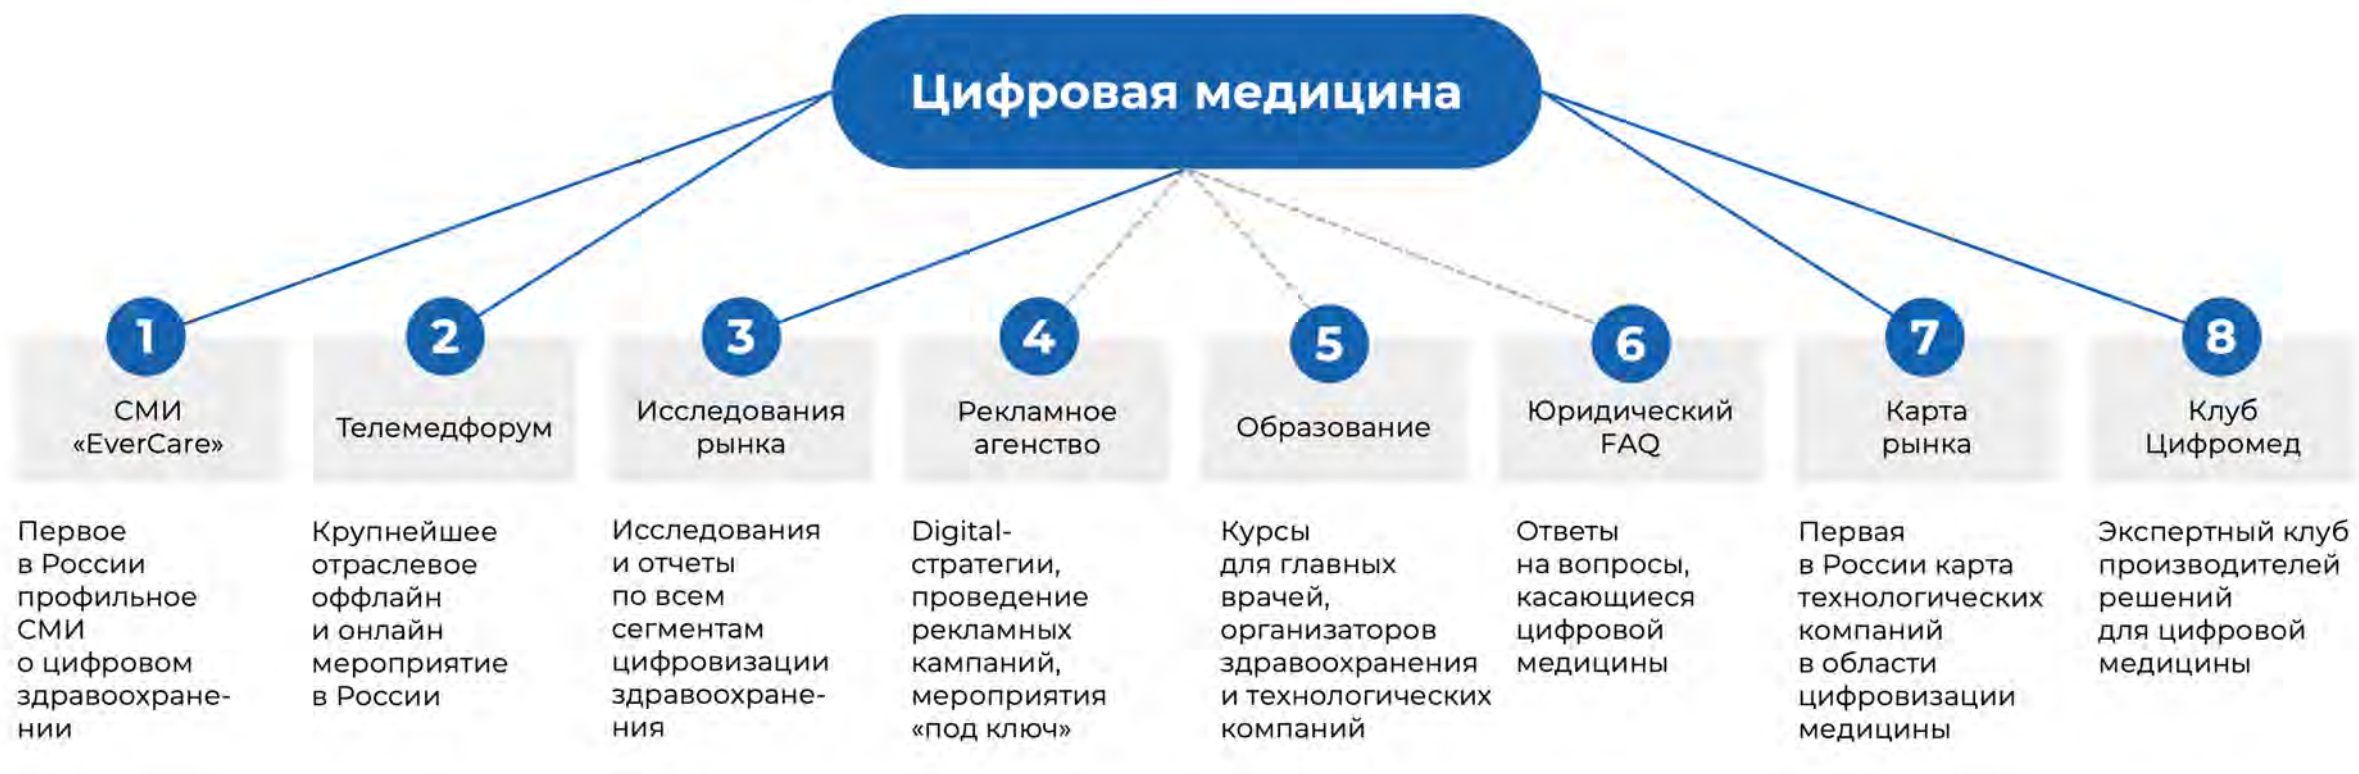 Цифровая медицина
1
СМИ
«EverCare»
Первое
в России
профильное
СМИ
о цифровом
здравоохране-
нии
2
Телемедфорум
Крупнейшее
отраслевое
оффлайн
и онлайн
мероприятие
в России
3
Исследования
рынка
Исследования
и отчеты
по всем
сегментам
цифровизации
здравоохране-
ния
4
Рекламное
агенство
Digital-
стратегии,
проведение
рекламных
кампаний,
мероприятия
«под ключ»
5
Образование
Курсы
для главных
врачей,
организаторов
здравоохранения
и технологических
компаний
6
Юридический
FAQ
Ответы
на вопросы,
касающиеся
цифровой
медицины
7
Карта
рынка
Первая
в России карта
технологических
компаний
в области
цифровизации
медицины
8
Клуб
Цифромед
Экспертный клуб
производителей
решений
для цифровой
медицины